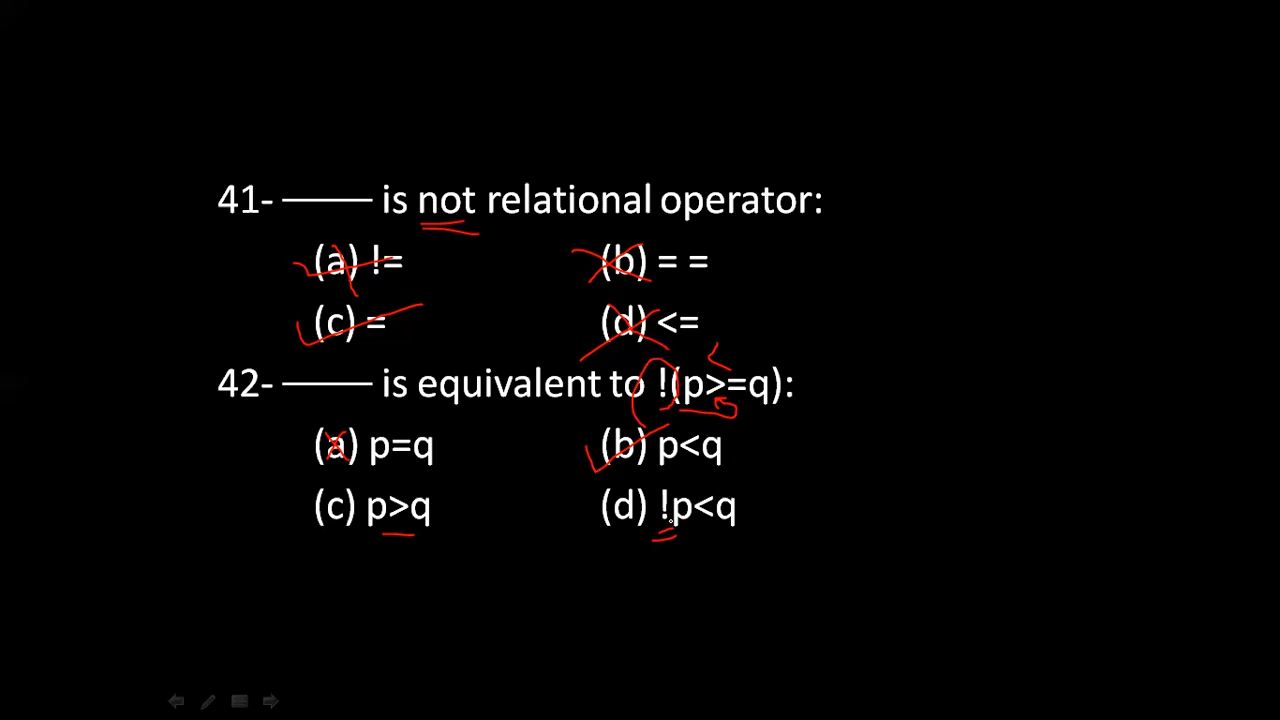 41- ——— is not relational operator:
(a) != (b) = =
(c) = (d) <=
42- ——— is equivalent to !(p>=q):
(a) p=q (b) p<q
(c) p>q (d) !p<q